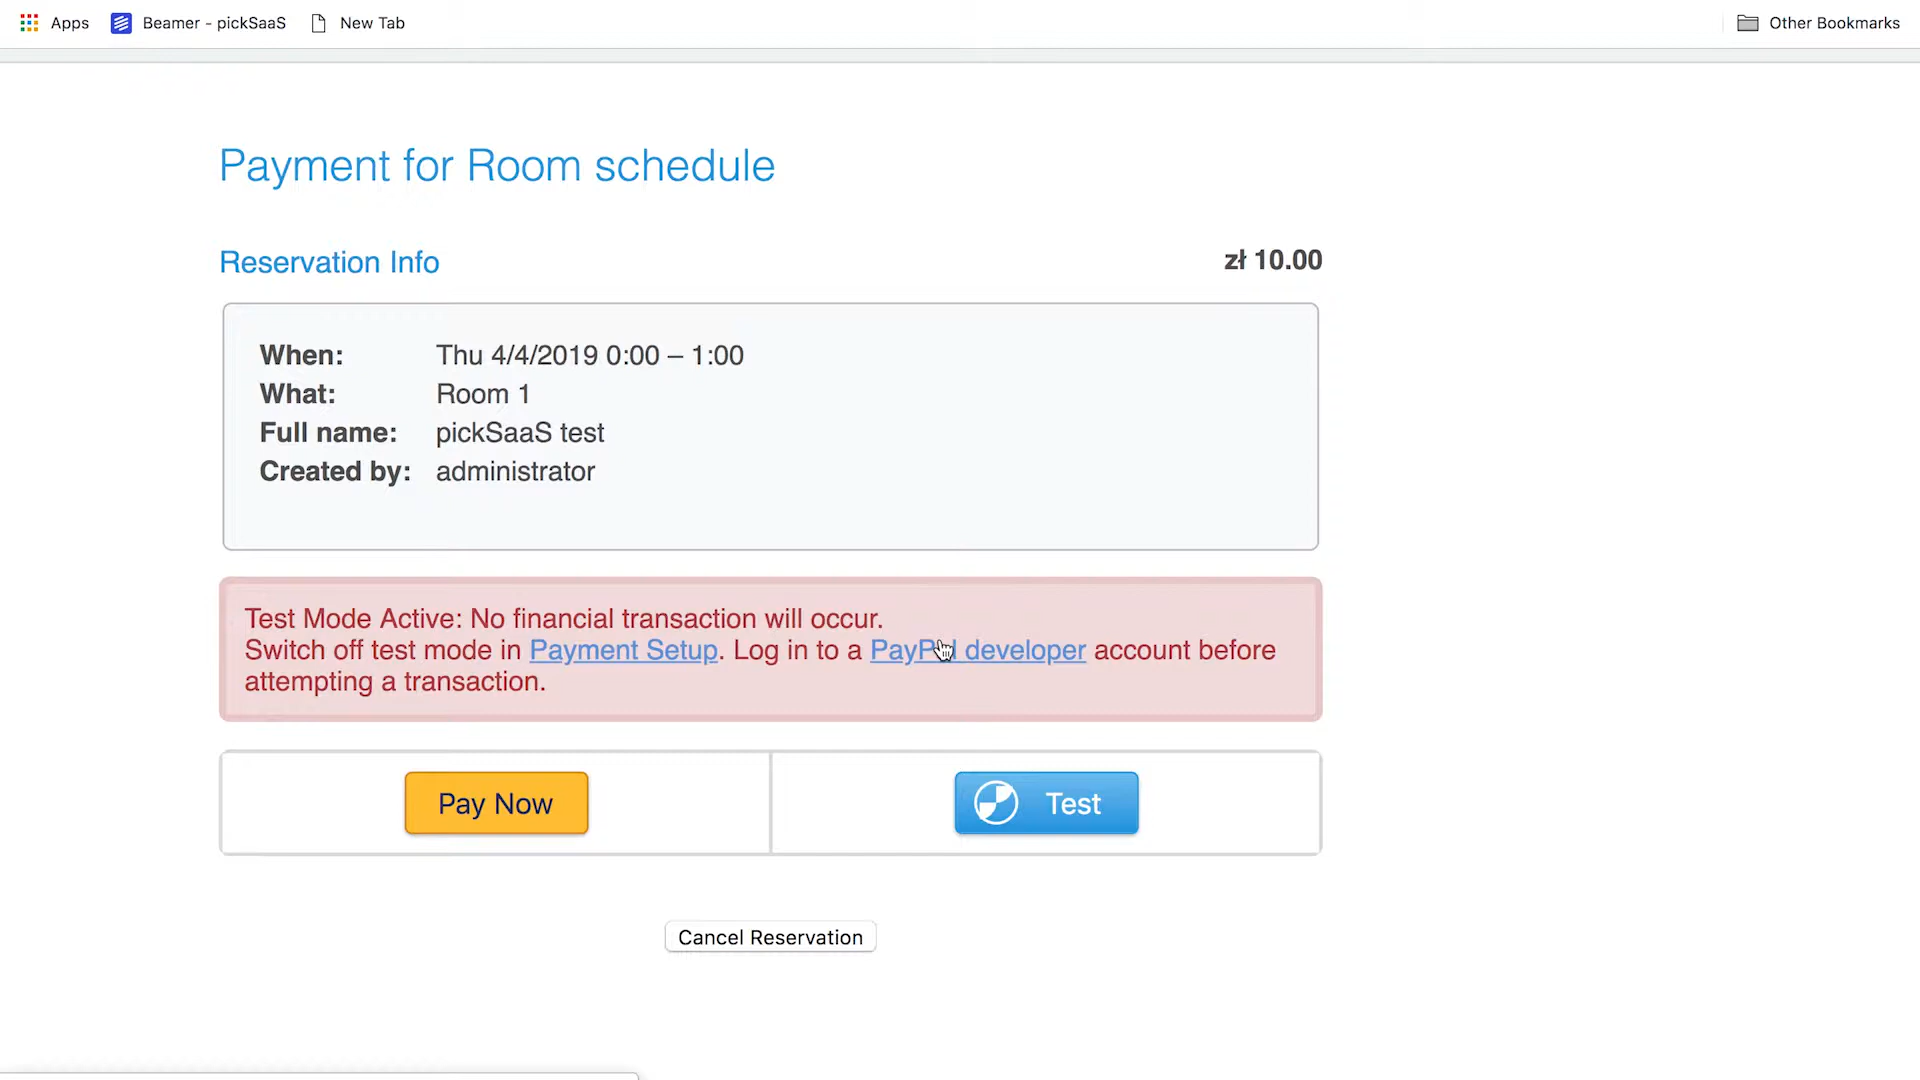 Apps Beamer - pickSaaS New Tab Other Bookmarks
Payment for Room schedule
Reservation Info zł 10.00
When: Thu 4/4/2019 0:00 – 1:00
What: Room 1
Full name: pickSaaS test
Created by: administrator
Test Mode Active: No financial transaction will occur.
Switch off test mode in Payment Setup. Log in to a PayPal developer account before
attempting a transaction.
Pay Now Test
Cancel Reservation